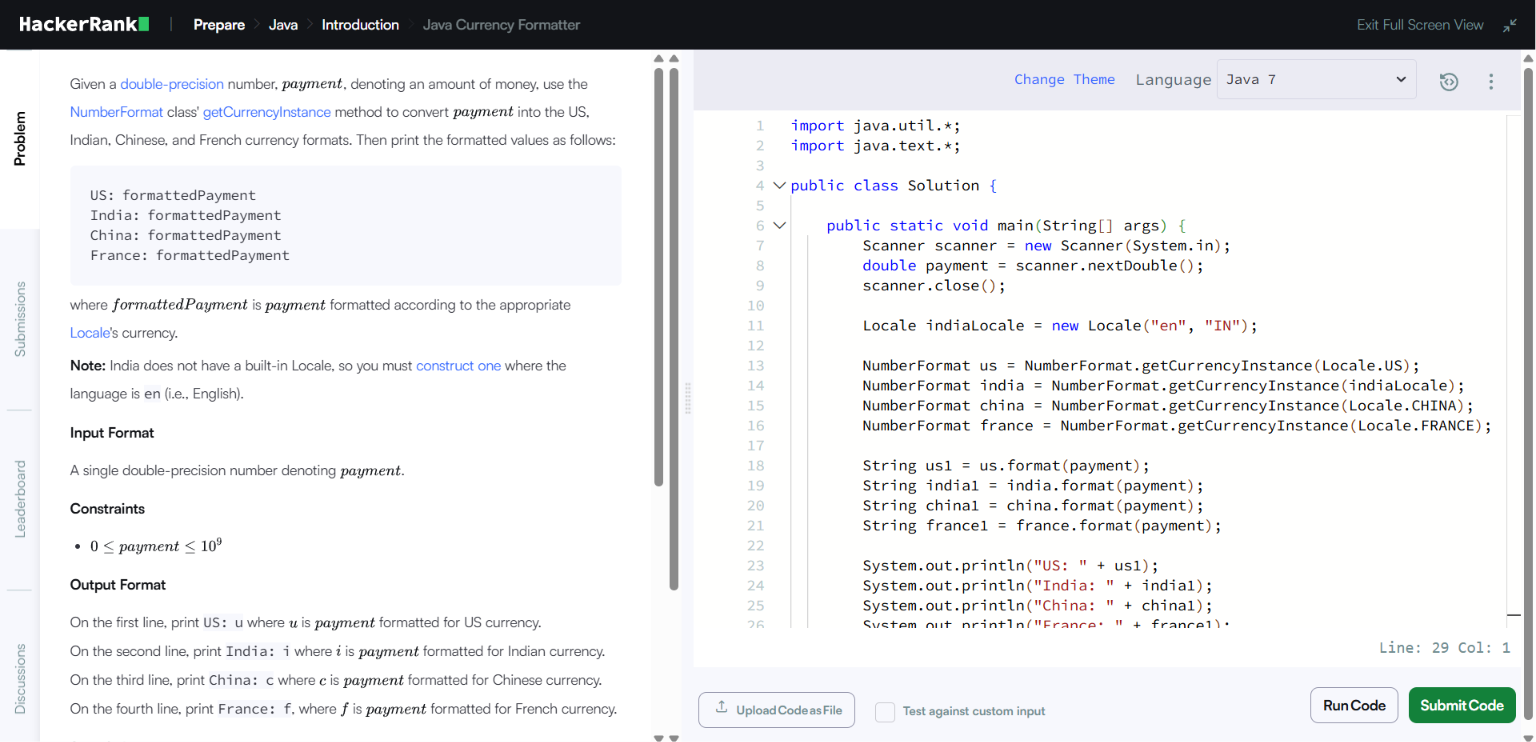 HackerRank | Prepare > Java > Introduction > Java Currency Formatter Exit Full Screen View
Problem
Submissions
Leaderboard
Discussions
Given a double-precision number, payment, denoting an amount of money, use the
NumberFormat class' getCurrencyInstance method to convert payment into the US,
Indian, Chinese, and French currency formats. Then print the formatted values as follows:
US: formattedPayment
India: formattedPayment
China: formattedPayment
France: formattedPayment
where formattedPayment is payment formatted according to the appropriate
Locale's currency.
Note: India does not have a built-in Locale, so you must construct one where the
language is en (i.e., English).
Input Format
A single double-precision number denoting payment.
Constraints
• 0 ≤ payment ≤ 10⁹
Output Format
On the first line, print US: u where u is payment formatted for US currency.
On the second line, print India: i where i is payment formatted for Indian currency.
On the third line, print China: c where c is payment formatted for Chinese currency.
On the fourth line, print France: f, where f is payment formatted for French currency.
Change Theme Language Java 7
1 import java.util.*;
2 import java.text.*;
3
4 public class Solution {
5
6 public static void main(String[] args) {
7 Scanner scanner = new Scanner(System.in);
8 double payment = scanner.nextDouble();
9 scanner.close();
10
11 Locale indiaLocale = new Locale("en", "IN");
12
13 NumberFormat us = NumberFormat.getCurrencyInstance(Locale.US);
14 NumberFormat india = NumberFormat.getCurrencyInstance(indiaLocale);
15 NumberFormat china = NumberFormat.getCurrencyInstance(Locale.CHINA);
16 NumberFormat france = NumberFormat.getCurrencyInstance(Locale.FRANCE);
17
18 String us1 = us.format(payment);
19 String india1 = india.format(payment);
20 String china1 = china.format(payment);
21 String france1 = france.format(payment);
22
23 System.out.println("US: " + us1);
24 System.out.println("India: " + india1);
25 System.out.println("China: " + china1);
26 System.out.println("France: " + france1);
Line: 29 Col: 1
Upload Code as File
Test against custom input
Run Code
Submit Code